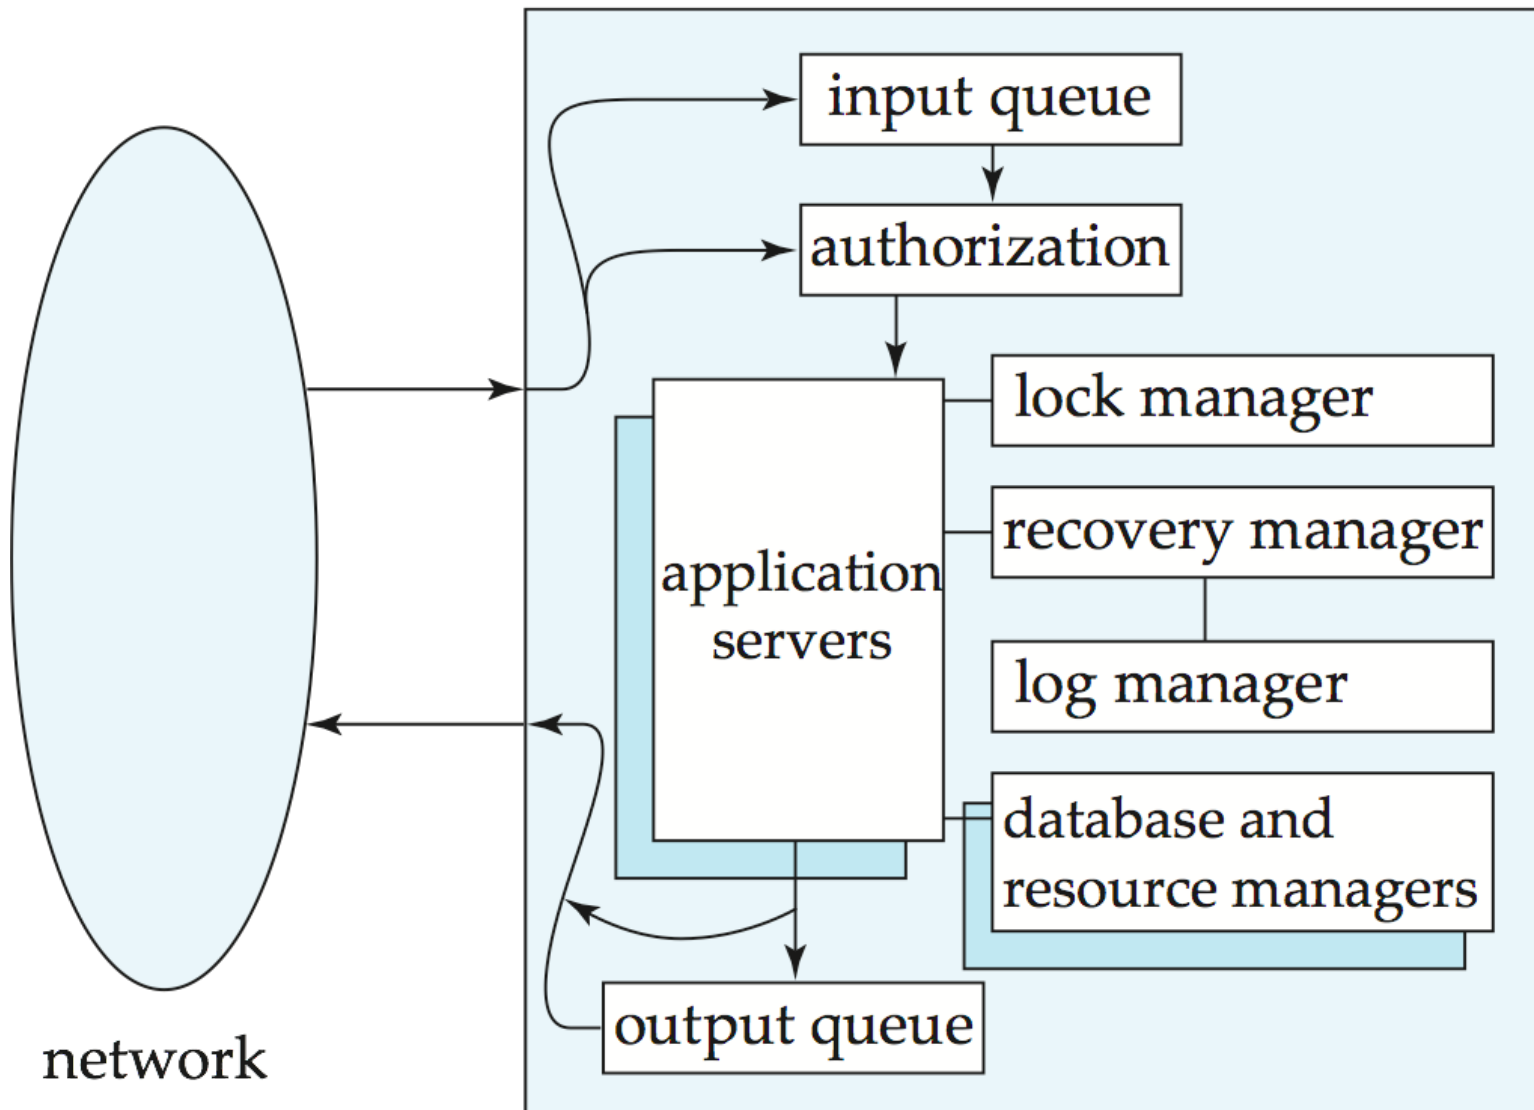 input queue
authorization
lock manager
recovery manager
application
servers
log manager
database and
resource managers
output queue
network